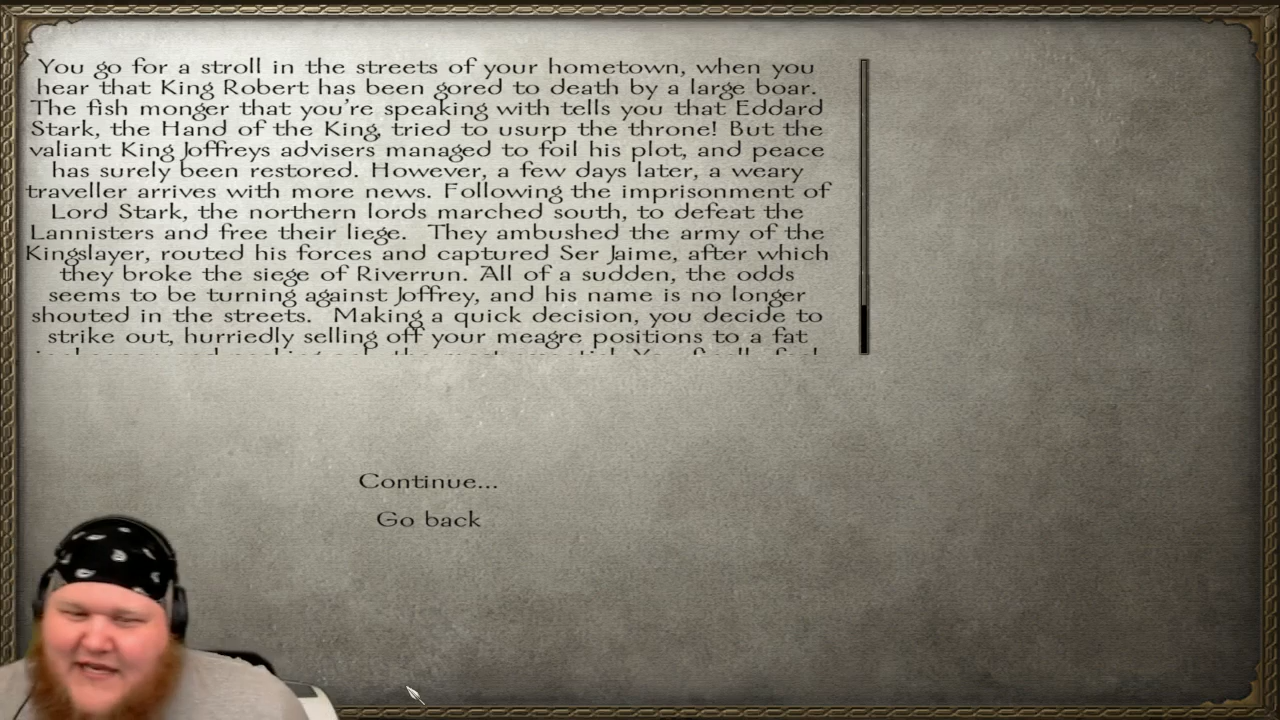 You go for a stroll in the streets of your hometown, when you
hear that King Robert has been gored to death by a large boar.
The fish monger that you're speaking with tells you that Eddard
Stark, the Hand of the King, tried to usurp the throne! But the
valiant King Joffreys advisers managed to foil his plot, and peace
has surely been restored. However, a few days later, a weary
traveller arrives with more news. Following the imprisonment of
Lord Stark, the northern lords marched south, to defeat the
Lannisters and free their liege. They ambushed the army of the
Kingslayer, routed his forces and captured Ser Jaime, after which
they broke the siege of Riverrun. All of a sudden, the odds
seems to be turning against Joffrey, and his name is no longer
shouted in the streets. Making a quick decision, you decide to
strike out, hurriedly selling off your meagre positions to a fat
Continue...
Go back